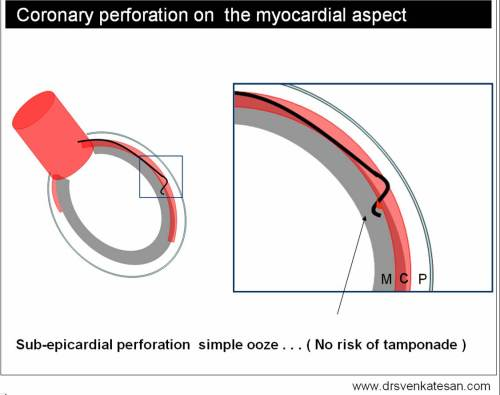 Coronary perforation on the myocardial aspect
M C P
Sub-epicardial perforation simple ooze . . . ( No risk of tamponade )
www.drsvenkatesan.com